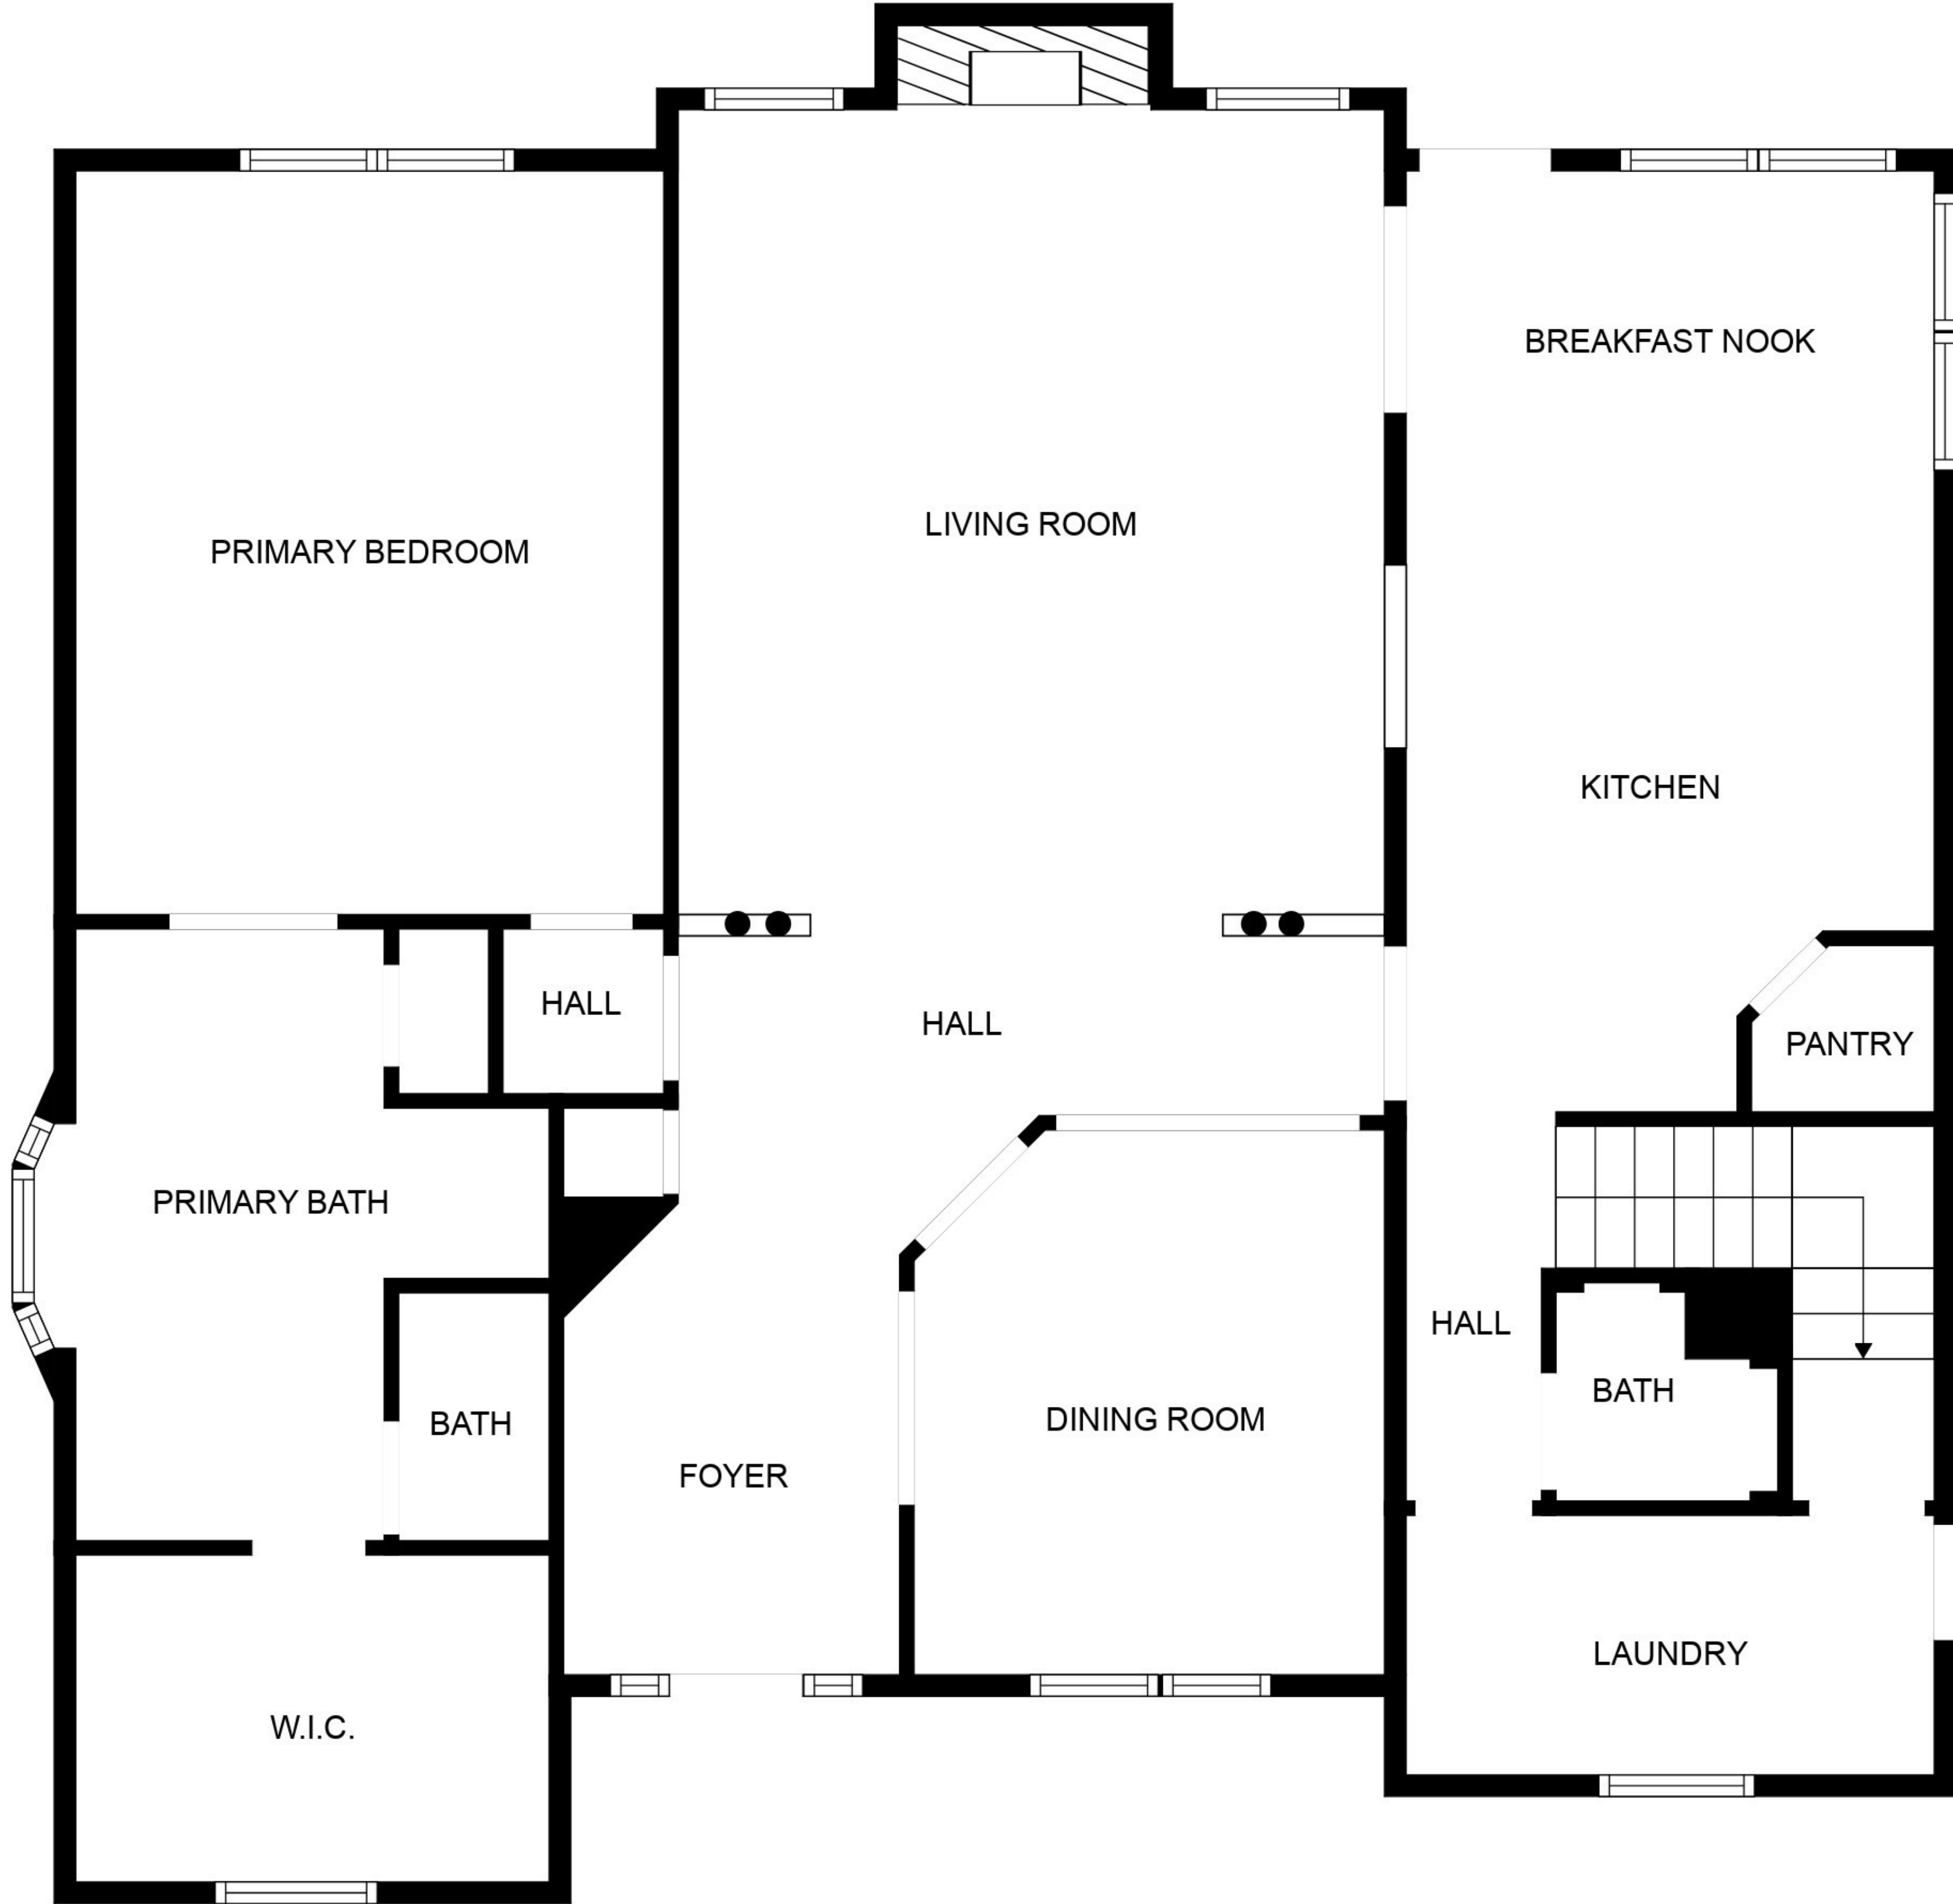 BREAKFAST NOOK
LIVING ROOM
PRIMARY BEDROOM
KITCHEN
HALL
HALL
PANTRY
PRIMARY BATH
HALL
BATH
DINING ROOM
BATH
FOYER
LAUNDRY
W.I.C.